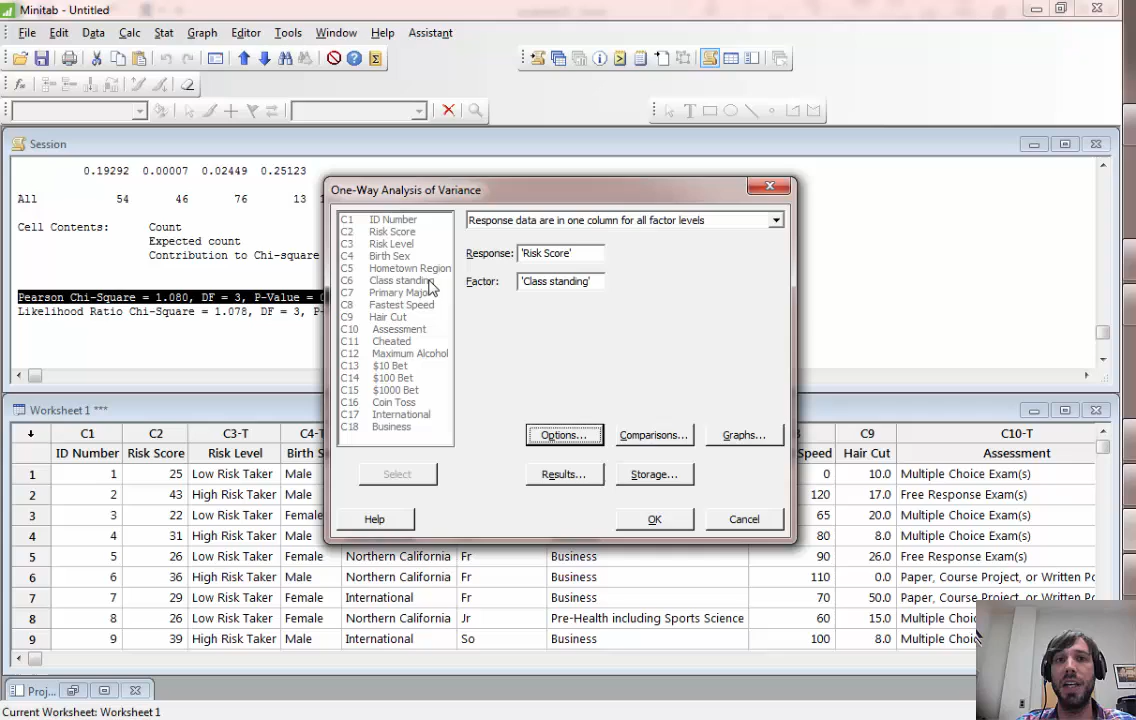 Minitab - Untitled
File Edit Data Calc Stat Graph Editor Tools Window Help Assistant
Session
0.19292 0.00007 0.02449 0.25123
All 54 46 76 13
Cell Contents: Count
Expected count
Contribution to Chi-square
Pearson Chi-Square = 1.080, DF = 3, P-Value =
Likelihood Ratio Chi-Square = 1.078, DF = 3, P
One-Way Analysis of Variance
C1 ID Number
C2 Risk Score
C3 Risk Level
C4 Birth Sex
C5 Hometown Region
C6 Class standing
C7 Primary Major
C8 Fastest Speed
C9 Hair Cut
C10 Assessment
C11 Cheated
C12 Maximum Alcohol
C13 $10 Bet
C14 $100 Bet
C15 $1000 Bet
C16 Coin Toss
C17 International
C18 Business
Response data are in one column for all factor levels
Response: 'Risk Score'
Factor: 'Class standing'
Options... Comparisons... Graphs...
Select Results... Storage...
Help OK Cancel
Worksheet 1 ***
C1 C2 C3-T C4-T C9 C10-T
ID Number Risk Score Risk Level Birth S Speed Hair Cut Assessment
1 1 25 Low Risk Taker Male 0 10.0 Multiple Choice Exam(s)
2 2 43 High Risk Taker Male 120 17.0 Free Response Exam(s)
3 3 22 Low Risk Taker Female 65 20.0 Multiple Choice Exam(s)
4 4 31 High Risk Taker Male 80 8.0 Multiple Choice Exam(s)
5 5 26 Low Risk Taker Female Northern California Fr Business 90 26.0 Free Response Exam(s)
6 6 36 High Risk Taker Male Northern California Fr Business 110 0.0 Paper, Course Project, or Written Po
7 7 29 Low Risk Taker Female International Fr Business 70 50.0 Multiple Choi
8 8 26 Low Risk Taker Female Northern California Jr Pre-Health including Sports Science 60 15.0 Multiple Choi
9 9 39 High Risk Taker Male International So Business 100 8.0 Multiple Choi
Proj...
Current Worksheet: Worksheet 1